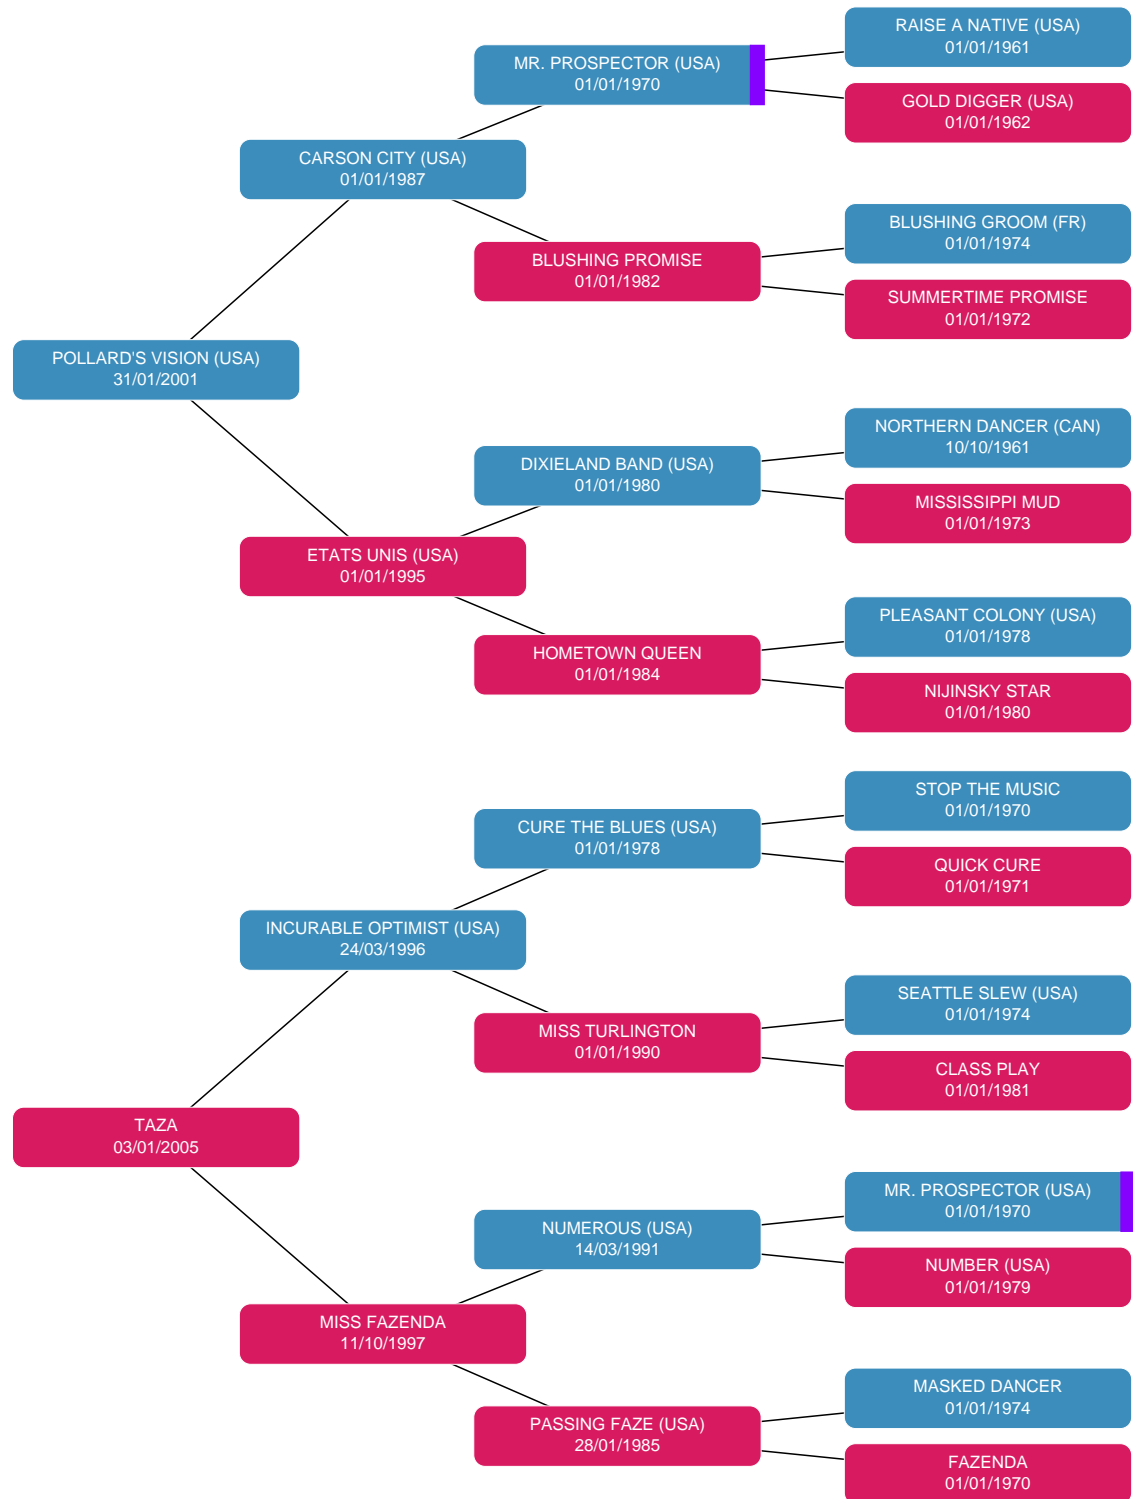 RAISE A NATIVE (USA)
01/01/1961
MR. PROSPECTOR (USA)
01/01/1970
GOLD DIGGER (USA)
01/01/1962
CARSON CITY (USA)
01/01/1987
BLUSHING GROOM (FR)
01/01/1974
BLUSHING PROMISE
01/01/1982
SUMMERTIME PROMISE
01/01/1972
POLLARD'S VISION (USA)
31/01/2001
NORTHERN DANCER (CAN)
10/10/1961
DIXIELAND BAND (USA)
01/01/1980
MISSISSIPPI MUD
01/01/1973
ETATS UNIS (USA)
01/01/1995
PLEASANT COLONY (USA)
01/01/1978
HOMETOWN QUEEN
01/01/1984
NIJINSKY STAR
01/01/1980
STOP THE MUSIC
01/01/1970
CURE THE BLUES (USA)
01/01/1978
QUICK CURE
01/01/1971
INCURABLE OPTIMIST (USA)
24/03/1996
SEATTLE SLEW (USA)
01/01/1974
MISS TURLINGTON
01/01/1990
CLASS PLAY
01/01/1981
TAZA
03/01/2005
MR. PROSPECTOR (USA)
01/01/1970
NUMEROUS (USA)
14/03/1991
NUMBER (USA)
01/01/1979
MISS FAZENDA
11/10/1997
MASKED DANCER
01/01/1974
PASSING FAZE (USA)
28/01/1985
FAZENDA
01/01/1970